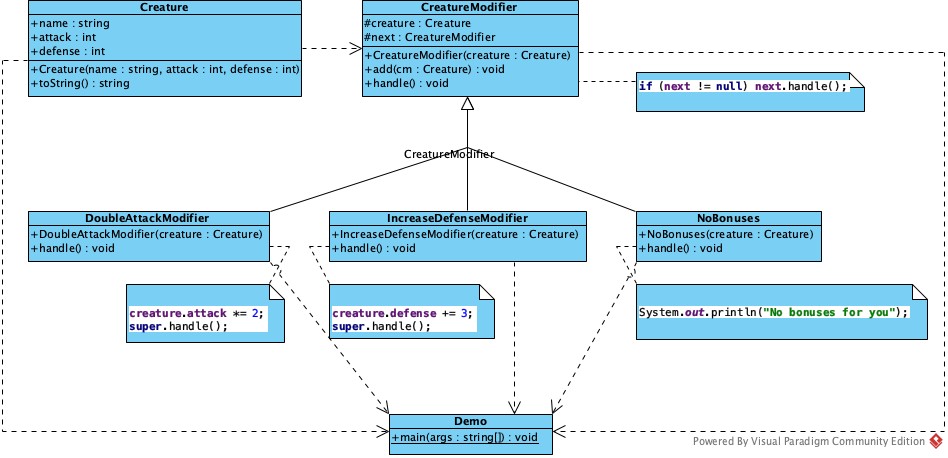 Creature
+name : string
+attack : int
+defense : int
+Creature(name : string, attack : int, defense : int)
+toString() : string
CreatureModifier
#creature : Creature
#next : CreatureModifier
+CreatureModifier(creature : Creature)
+add(cm : Creature) : void
+handle() : void
if (next != null) next.handle();
CreatureModifier
DoubleAttackModifier
+DoubleAttackModifier(creature : Creature)
+handle() : void
IncreaseDefenseModifier
+IncreaseDefenseModifier(creature : Creature)
+handle() : void
NoBonuses
+NoBonuses(creature : Creature)
+handle() : void
creature.attack *= 2;
super.handle();
creature.defense += 3;
super.handle();
System.out.println("No bonuses for you");
Demo
+main(args : string[]) : void
Powered By Visual Paradigm Community Edition